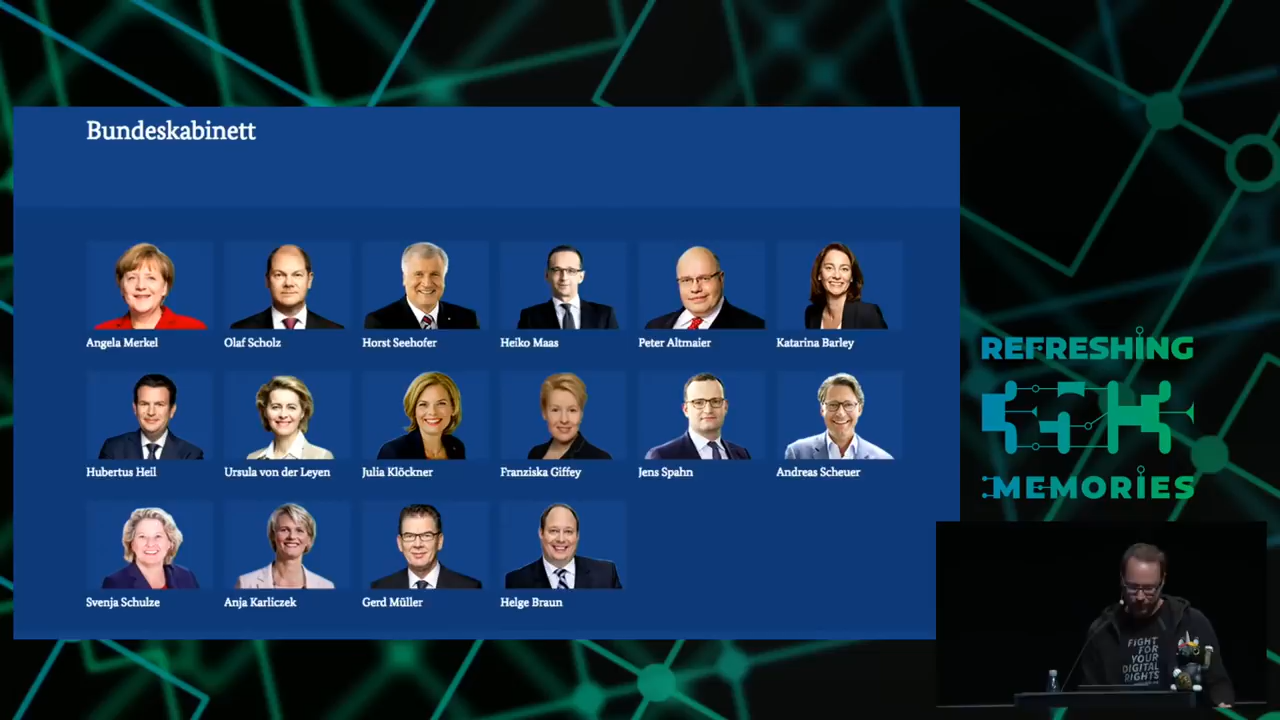 Bundeskabinett
Angela Merkel
Olaf Scholz
Horst Seehofer
Heiko Maas
Peter Altmaier
Katarina Barley
Hubertus Heil
Ursula von der Leyen
Julia Klöckner
Franziska Giffey
Jens Spahn
Andreas Scheuer
Svenja Schulze
Anja Karliczek
Gerd Müller
Helge Braun
REFRESHING
35
MEMORIES
FIGHT
FOR
YOUR
DIGITAL
RIGHTS